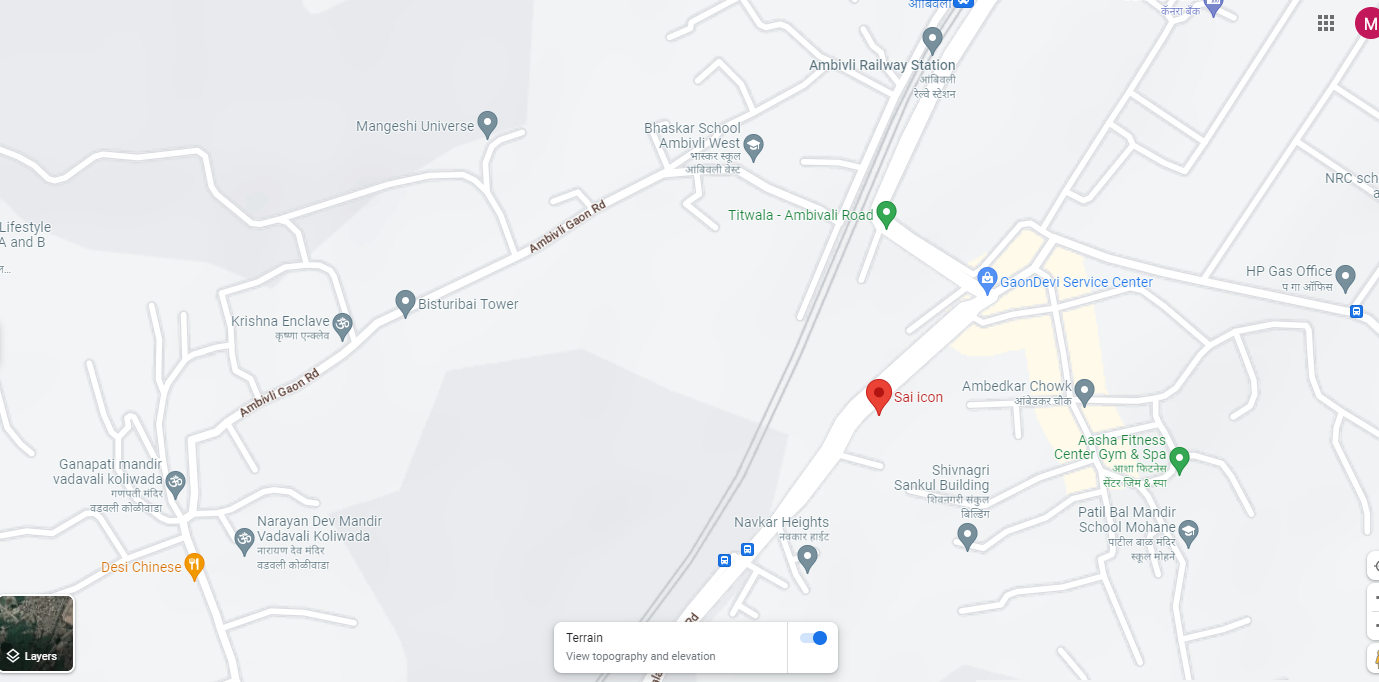 आंबिवली
कॅनरा बँक
M
Ambivli Railway Station
आंबिवली
रेल्वे स्टेशन
Mangeshi Universe
Bhaskar School
Ambivli West
भास्कर स्कूल
आंबिवली वेस्ट
NRC sch
Titwala - Ambivali Road
Ambivli Gaon Rd
Lifestyle
A and B
HP Gas Office
प गा ऑफिस
GaonDevi Service Center
Bisturibai Tower
Krishna Enclave
कृष्णा एन्क्लेव
Ambivli Gaon Rd
Ambedkar Chowk
आंबेडकर चौक
Sai icon
Aasha Fitness
Center Gym & Spa
आशा फिटनेस
सेंटर जिम & स्पा
Ganapati mandir
vadavali koliwada
गणपती मंदिर
वडवली कोळीवाडा
Shivnagri
Sankul Building
शिवनगरी संकुल
बिल्डिंग
Narayan Dev Mandir
Vadavali Koliwada
नारायण देव मंदिर
वडवली कोळीवाडा
Navkar Heights
नवकार हाईट
Patil Bal Mandir
School Mohane
पाटील बाळ मंदिर
स्कूल मोहने
Desi Chinese
Rd
Terrain
View topography and elevation
Layers